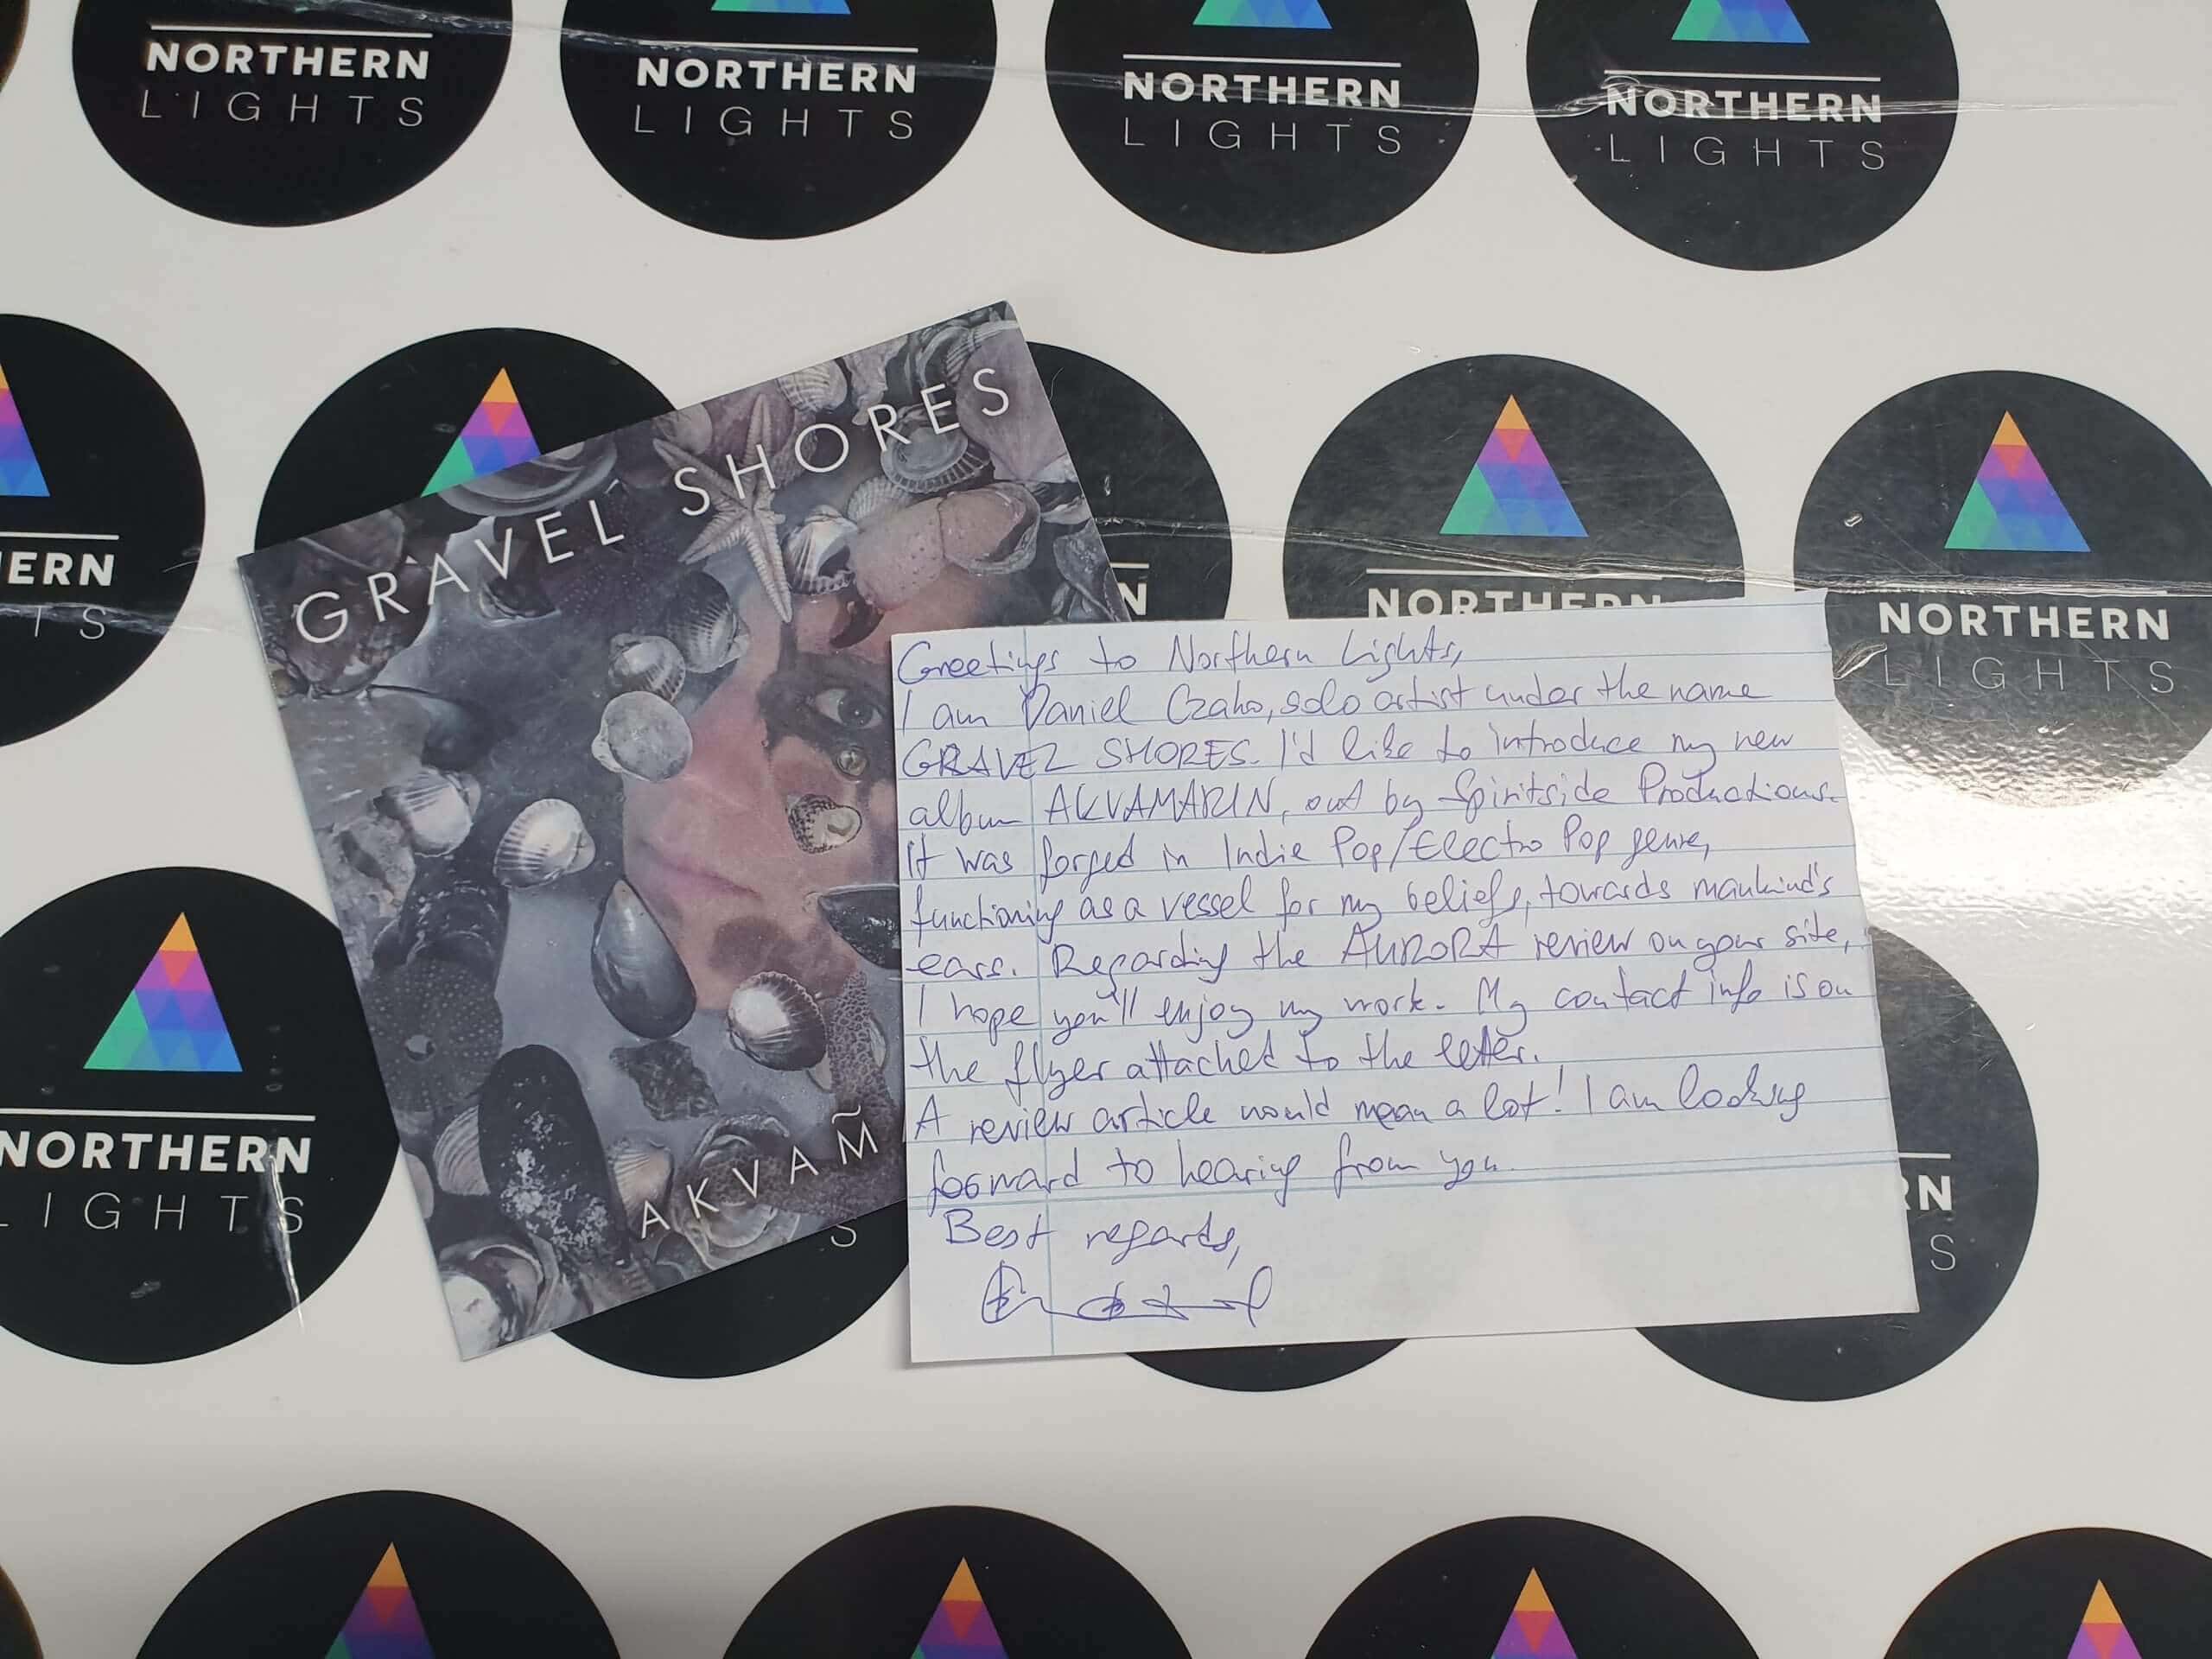 NORTHERN
LIGHTS
NORTHERN
LIGHTS
NORTHERN
LIGHTS
NORTHERN
LIGHTS
ERN
TS
GRAVEL SHORES
AKVAM̃
N
NORTHERN
NORTHERN
LIGHTS
Greetings to Northern Lights,
I am Daniel Czaho, solo artist under the name
GRAVEL SHORES. I'd like to introduce my new
album AKVAMARIN, out by Spiritside Productions.
It was forged in Indie Pop/Electro Pop genre,
functioning as a vessel for my beliefs, towards mankind's
ears. Regarding the AURORA review on your site,
I hope you'll enjoy my work. My contact info is on
the flyer attached to the letter.
A review article would mean a lot! I am looking
forward to hearing from you.
Best regards,
NORTHERN
LIGHTS
S
RN
S